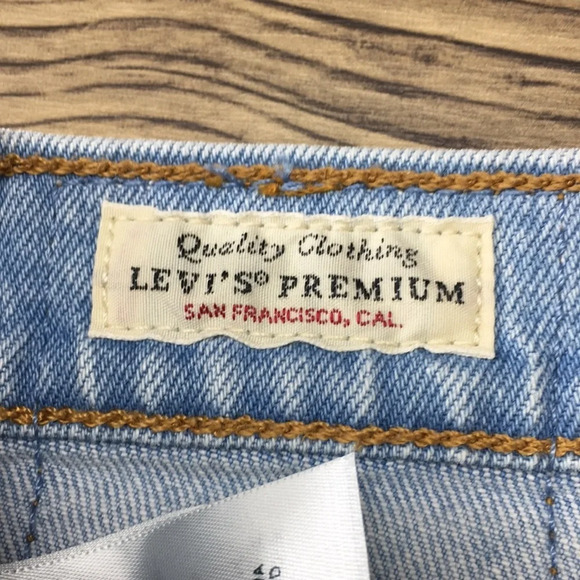 Quality Clothing
LEVI'S® PREMIUM
SAN FRANCISCO, CAL.